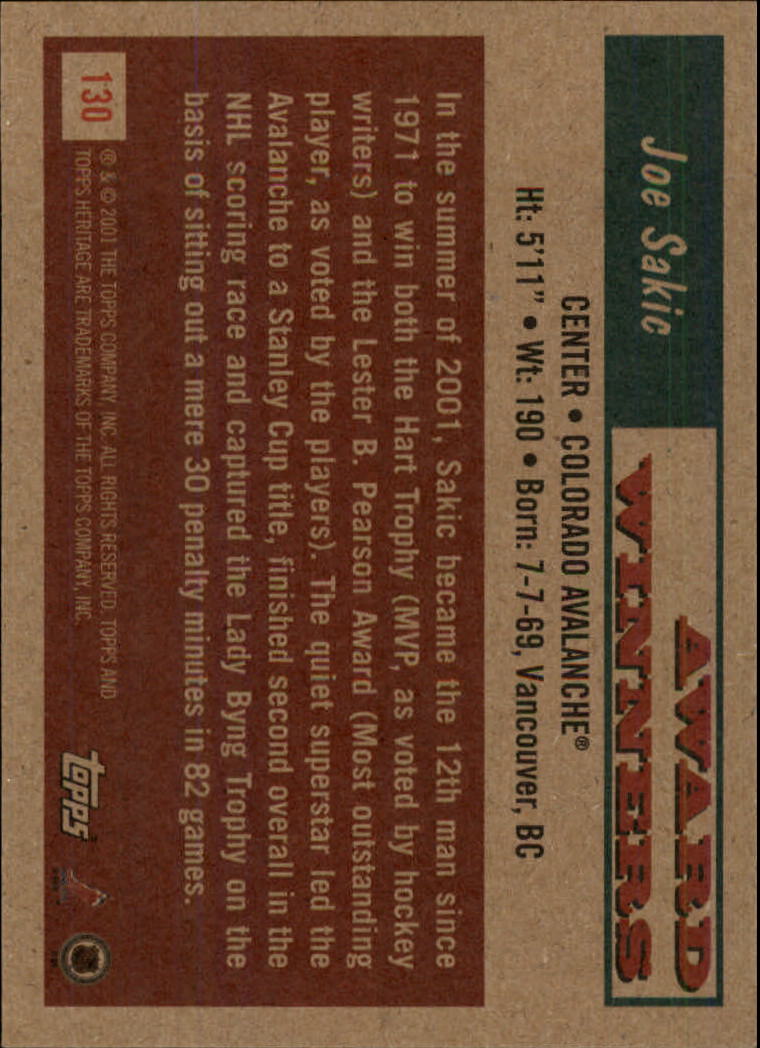 Joe Sakic
AWARD
WINNERS
CENTER • COLORADO AVALANCHE®
Ht: 5'11" • Wt: 190 • Born: 7-7-69, Vancouver, BC
In the summer of 2001, Sakic became the 12th man since
1971 to win both the Hart Trophy (MVP, as voted by hockey
writers) and the Lester B. Pearson Award (Most outstanding
player, as voted by the players). The quiet superstar led the
Avalanche to a Stanley Cup title, finished second overall in the
NHL scoring race and captured the Lady Byng Trophy on the
basis of sitting out a mere 30 penalty minutes in 82 games.
130
® & © 2001 THE TOPPS COMPANY, INC. ALL RIGHTS RESERVED. TOPPS AND
TOPPS HERITAGE ARE TRADEMARKS OF THE TOPPS COMPANY, INC.
topps